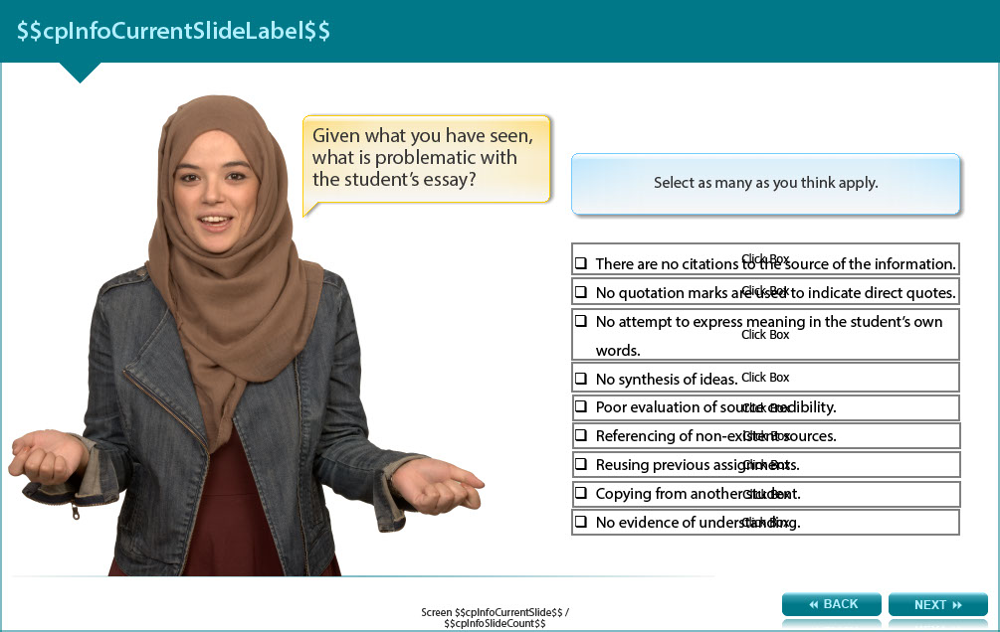 $$cpInfoCurrentSlideLabel$$
Given what you have seen,
what is problematic with
the student’s essay?
Select as many as you think apply.
Click Box
There are no citations to the source of the information.
Click Box
No quotation marks are used to indicate direct quotes.
No attempt to express meaning in the student’s own
Click Box
words.
No synthesis of ideas.
Click Box
Poor evaluation of source credibility.
Click Box
Referencing of non-existent sources.
Click Box
Reusing previous assignments.
Click Box
Copying from another student.
Click Box
No evidence of understanding.
Click Box
BACK
NEXT
Screen $$cpInfoCurrentSlide$$ /
$$cpInfoSlideCount$$